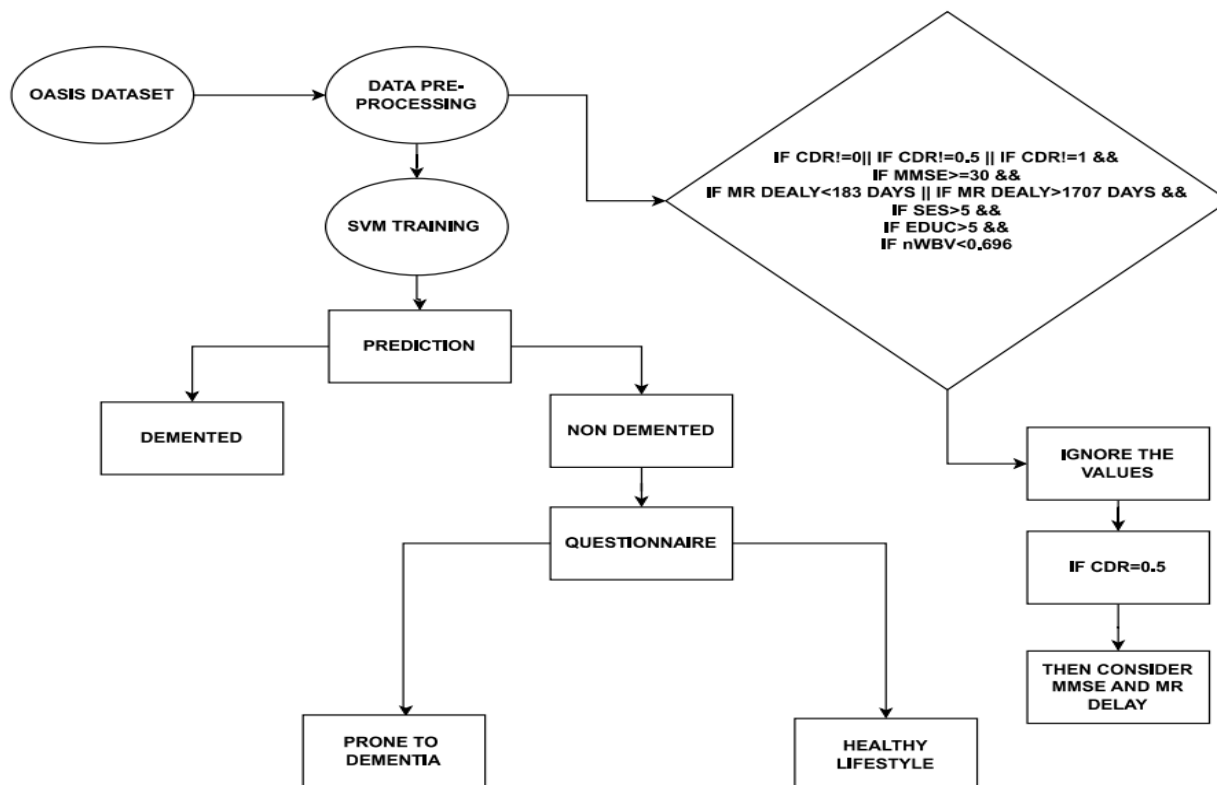 OASIS DATASET
DATA PRE-
PROCESSING
IF CDR!=0|| IF CDR!=0.5 || IF CDR!=1 &&
IF MMSE>=30 &&
IF MR DEALY<183 DAYS || IF MR DEALY>1707 DAYS &&
IF SES>5 &&
IF EDUC>5 &&
IF nWBV<0.696
SVM TRAINING
PREDICTION
DEMENTED
NON DEMENTED
IGNORE THE
VALUES
QUESTIONNAIRE
IF CDR=0.5
THEN CONSIDER
MMSE AND MR
DELAY
PRONE TO
DEMENTIA
HEALTHY
LIFESTYLE